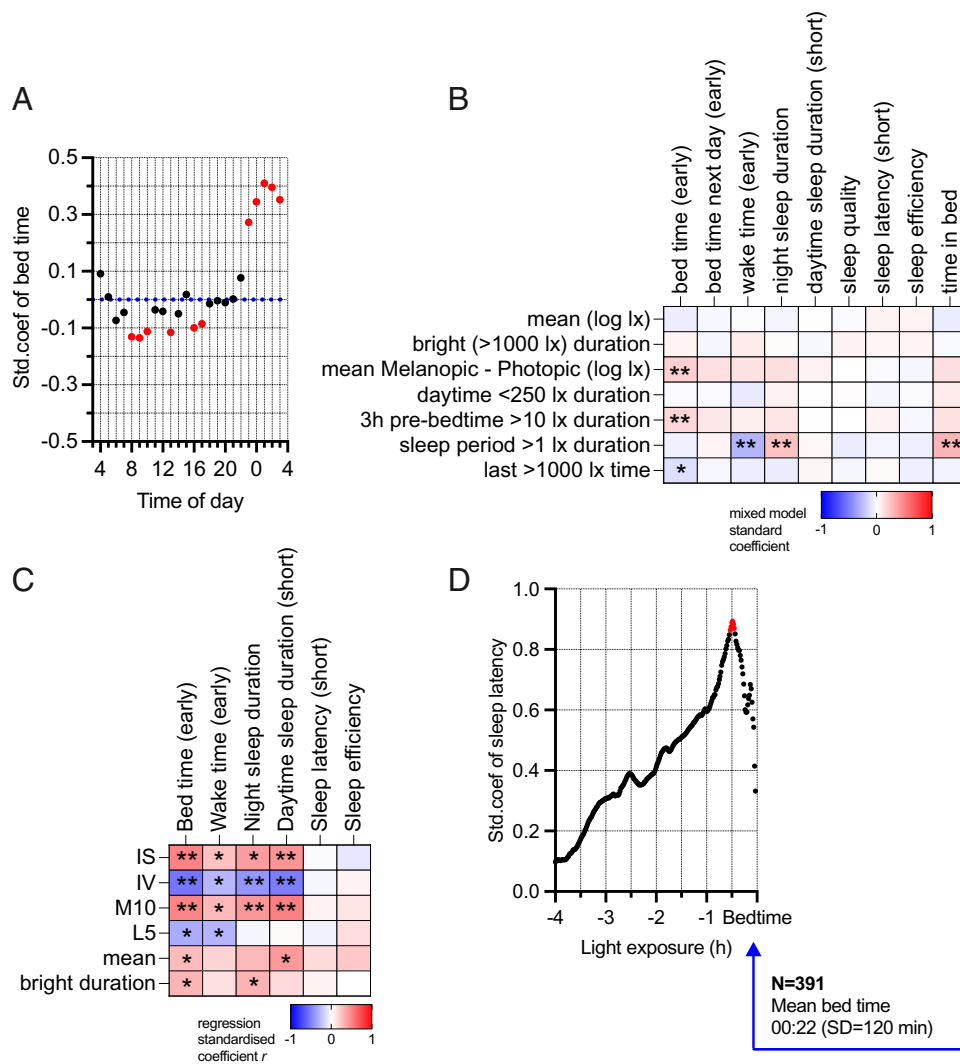 A
0.5
0.3
0.1
-0.1
-0.3
-0.5
Std.coef of bed time
4 8 12 16 20 0 4
Time of day
B
bed time (early)
bed time next day (early)
wake time (early)
night sleep duration
daytime sleep duration (short)
sleep quality
sleep latency (short)
sleep efficiency
time in bed
mean (log lx)
bright (>1000 lx) duration
mean Melanopic - Photopic (log lx)
**
daytime <250 lx duration
3h pre-bedtime >10 lx duration
**
sleep period >1 lx duration
** ** **
last >1000 lx time
*
mixed model
standard
coefficient
-1 0 1
C
Bed time (early)
Wake time (early)
Night sleep duration
Daytime sleep duration (short)
Sleep latency (short)
Sleep efficiency
IS
** * * **
IV
** * ** **
M10
** * ** **
L5
* *
mean
* *
bright duration
* *
regression
standardised
coefficient r
-1 0 1
D
1.0
0.8
0.6
0.4
0.2
0.0
Std.coef of sleep latency
-4 -3 -2 -1 Bedtime
Light exposure (h)
N=391
Mean bed time
00:22 (SD=120 min)